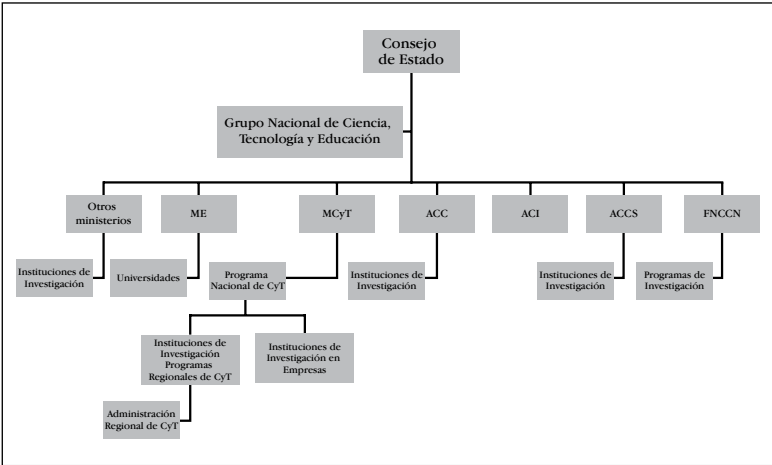 Consejo
de Estado
Grupo Nacional de Ciencia,
Tecnología y Educación
Otros
ministerios
ME
MCyT
ACC
ACI
ACCS
FNCCN
Instituciones de
Investigación
Universidades
Programa
Nacional de CyT
Instituciones de
Investigación
Instituciones de
Investigación
Programas de
Investigación
Instituciones de
Investigación
Programas
Regionales de CyT
Instituciones de
Investigación en
Empresas
Administración
Regional de CyT